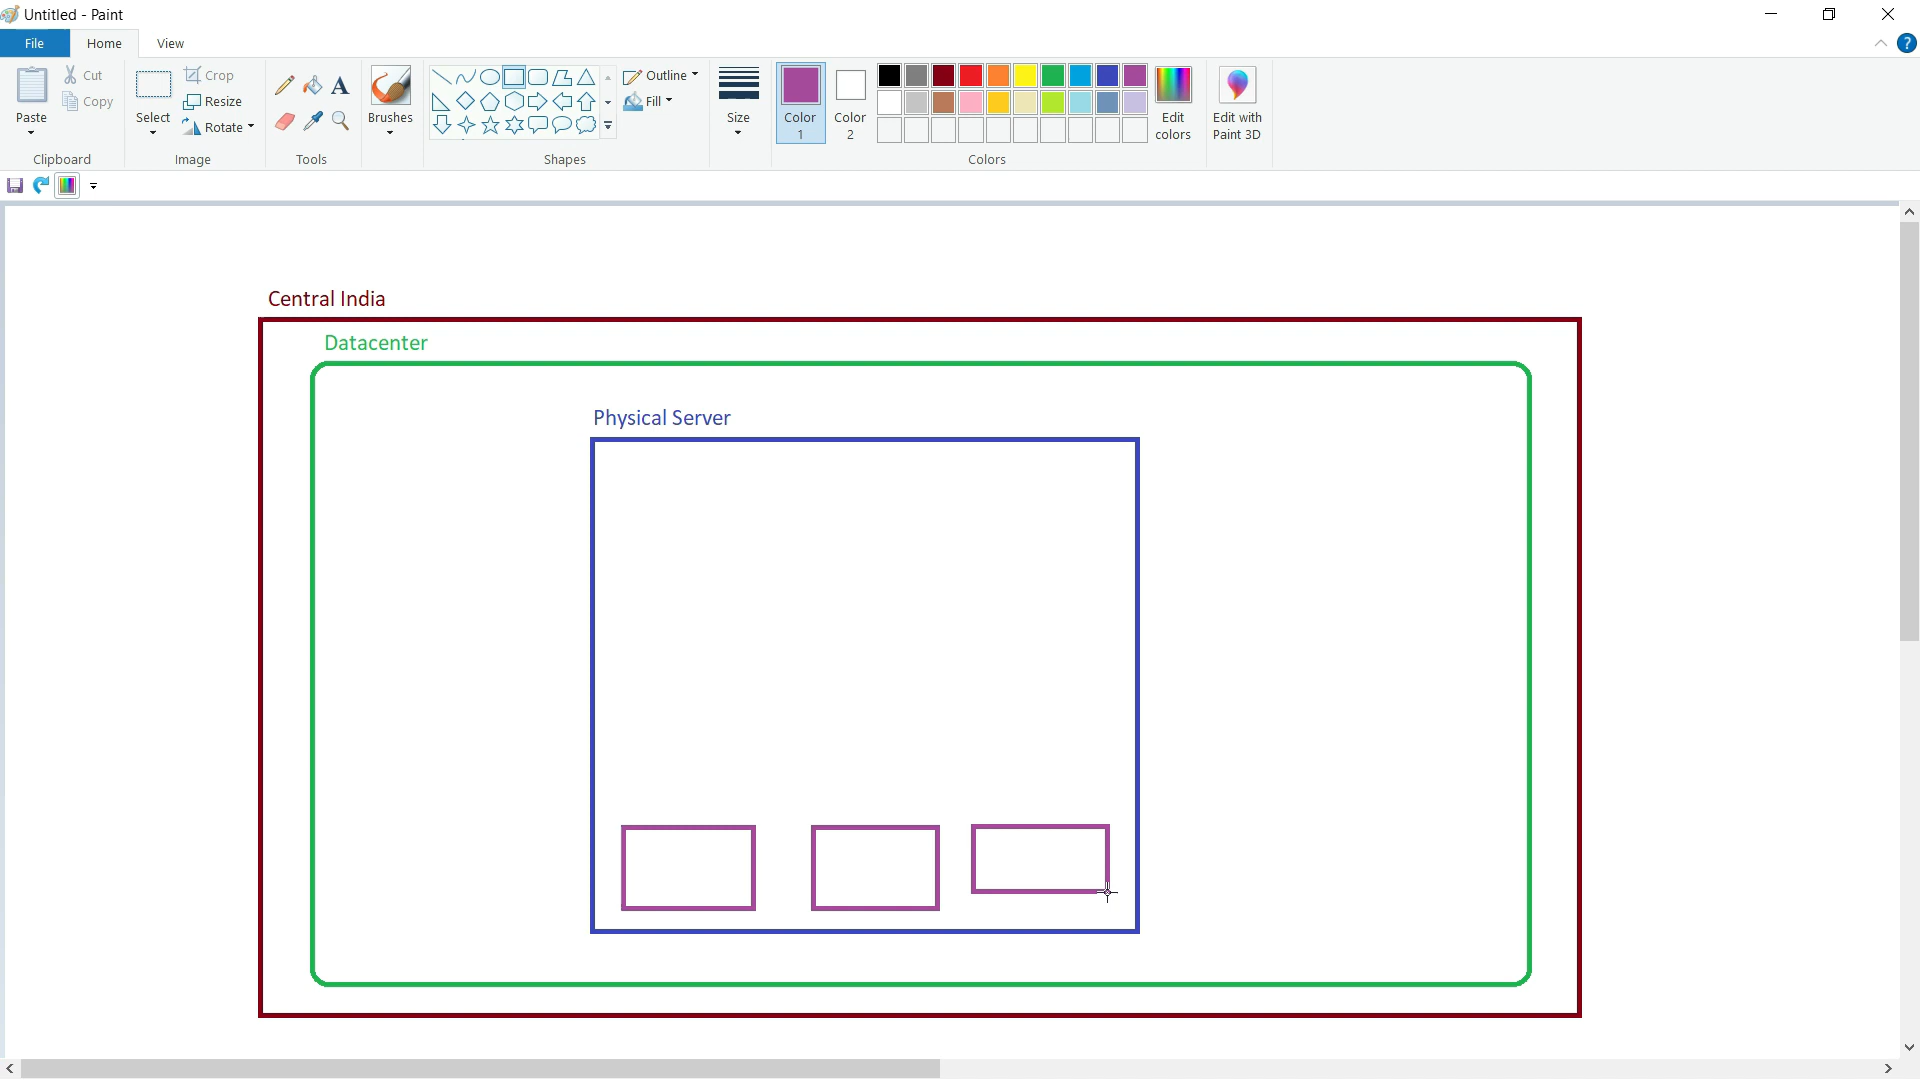 Untitled - Paint
File
Home
View
Paste
Cut
Copy
Clipboard
Select
Crop
Resize
Rotate
Image
Tools
Brushes
Shapes
Outline
Fill
Size
Color
1
Color
2
Edit
colors
Colors
Edit with
Paint 3D
Central India
Datacenter
Physical Server